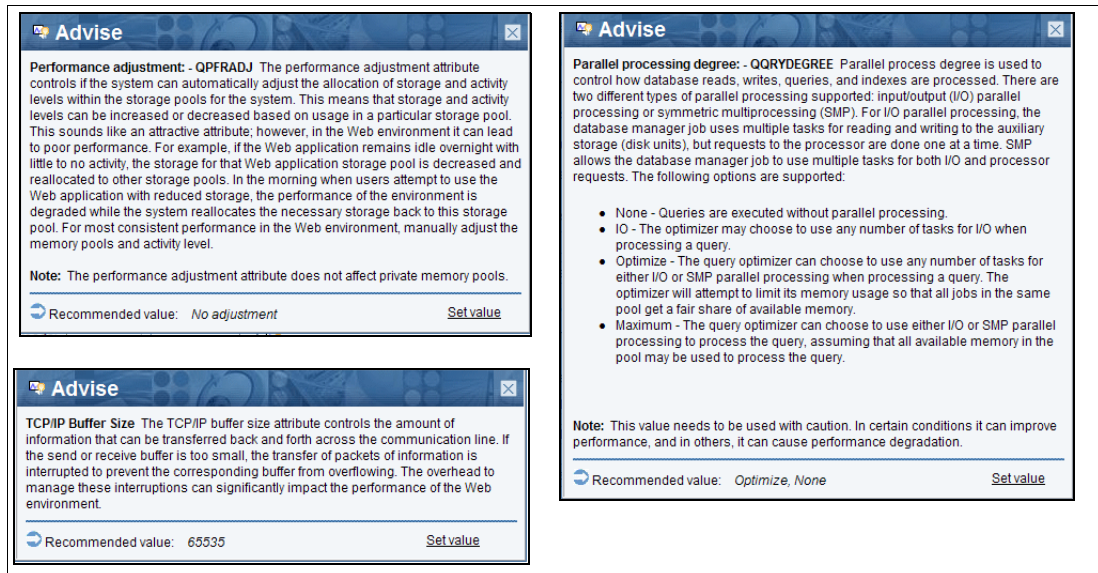 Advise
Performance adjustment: - QPFRADJ The performance adjustment attribute
controls if the system can automatically adjust the allocation of storage and activity
levels within the storage pools for the system. This means that storage and activity
levels can be increased or decreased based on usage in a particular storage pool.
This sounds like an attractive attribute; however, in the Web environment it can lead
to poor performance. For example, if the Web application remains idle overnight with
little to no activity, the storage for that Web application storage pool is decreased and
reallocated to other storage pools. In the morning when users attempt to use the
Web application with reduced storage, the performance of the environment is
degraded while the system reallocates the necessary storage back to this storage
pool. For most consistent performance in the Web environment, manually adjust the
memory pools and activity level.
Note: The performance adjustment attribute does not affect private memory pools.
Recommended value: No adjustment Set value
Advise
TCP/IP Buffer Size The TCP/IP buffer size attribute controls the amount of
information that can be transferred back and forth across the communication line. If
the send or receive buffer is too small, the transfer of packets of information is
interrupted to prevent the corresponding buffer from overflowing. The overhead to
manage these interruptions can significantly impact the performance of the Web
environment.
Recommended value: 65535 Set value
Advise
Parallel processing degree: - QQRYDEGREE Parallel process degree is used to
control how database reads, writes, queries, and indexes are processed. There are
two different types of parallel processing supported: input/output (I/O) parallel
processing or symmetric multiprocessing (SMP). For I/O parallel processing, the
database manager job uses multiple tasks for reading and writing to the auxiliary
storage (disk units), but requests to the processor are done one at a time. SMP
allows the database manager job to use multiple tasks for both I/O and processor
requests. The following options are supported:
• None - Queries are executed without parallel processing.
• IO - The optimizer may choose to use any number of tasks for I/O when
processing a query.
• Optimize - The query optimizer can choose to use any number of tasks for
either I/O or SMP parallel processing when processing a query. The
optimizer will attempt to limit its memory usage so that all jobs in the same
pool get a fair share of available memory.
• Maximum - The query optimizer can choose to use either I/O or SMP parallel
processing to process the query, assuming that all available memory in the
pool may be used to process the query.
Note: This value needs to be used with caution. In certain conditions it can improve
performance, and in others, it can cause performance degradation.
Recommended value: Optimize, None Set value